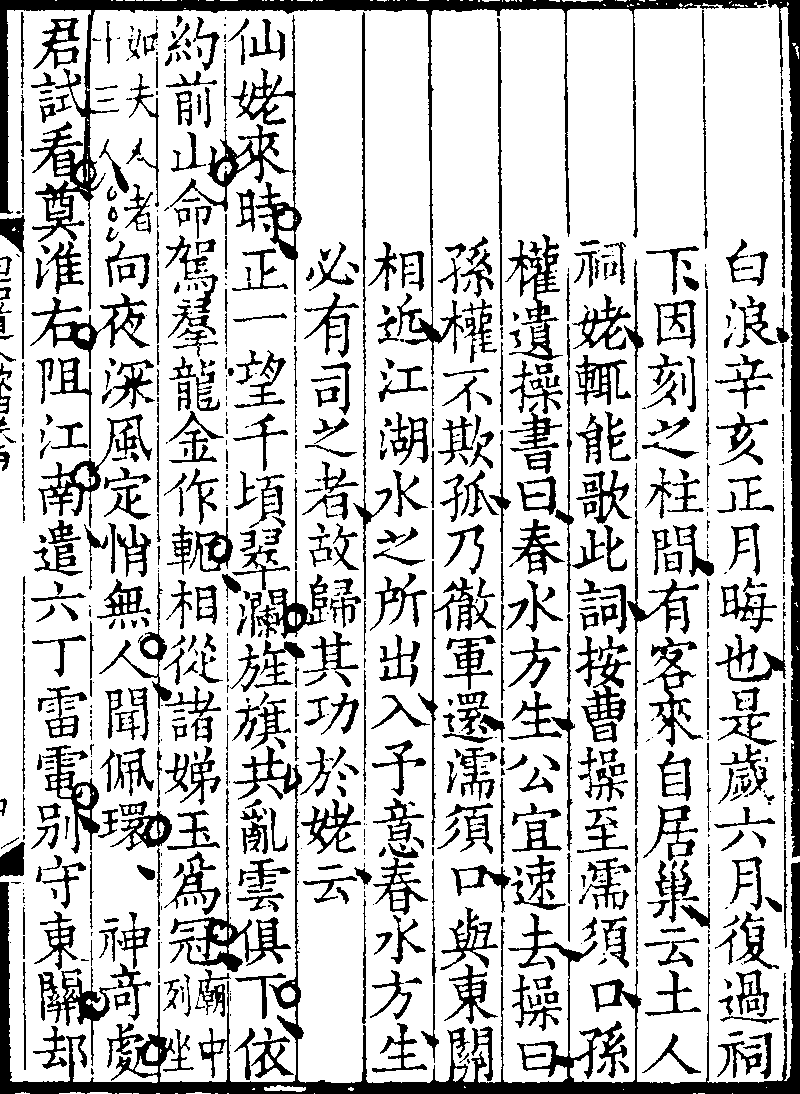 白浪辛亥正月晦也是歲六月復過祠
下因刻之柱間有客來自居巢云土人
祠姥輒能歌此詞按曹操至濡須口孫
權遺操書曰春水方生公宜速去操曰
孫權不欺孤乃徹軍還濡須口與東關
相近江湖水之所出入予意春水方生
必有司之者故歸其功於姥云
仙姥來時正一望千頃翠瀾旌旗共亂雲俱下依
約前山命駕羣龍金作軛相從諸娣玉為冠廟中列坐
如夫人者十三人向夜深風定悄無人聞佩環 神奇處
君試看奠淮右阻江南遣六丁雷電別守東關却